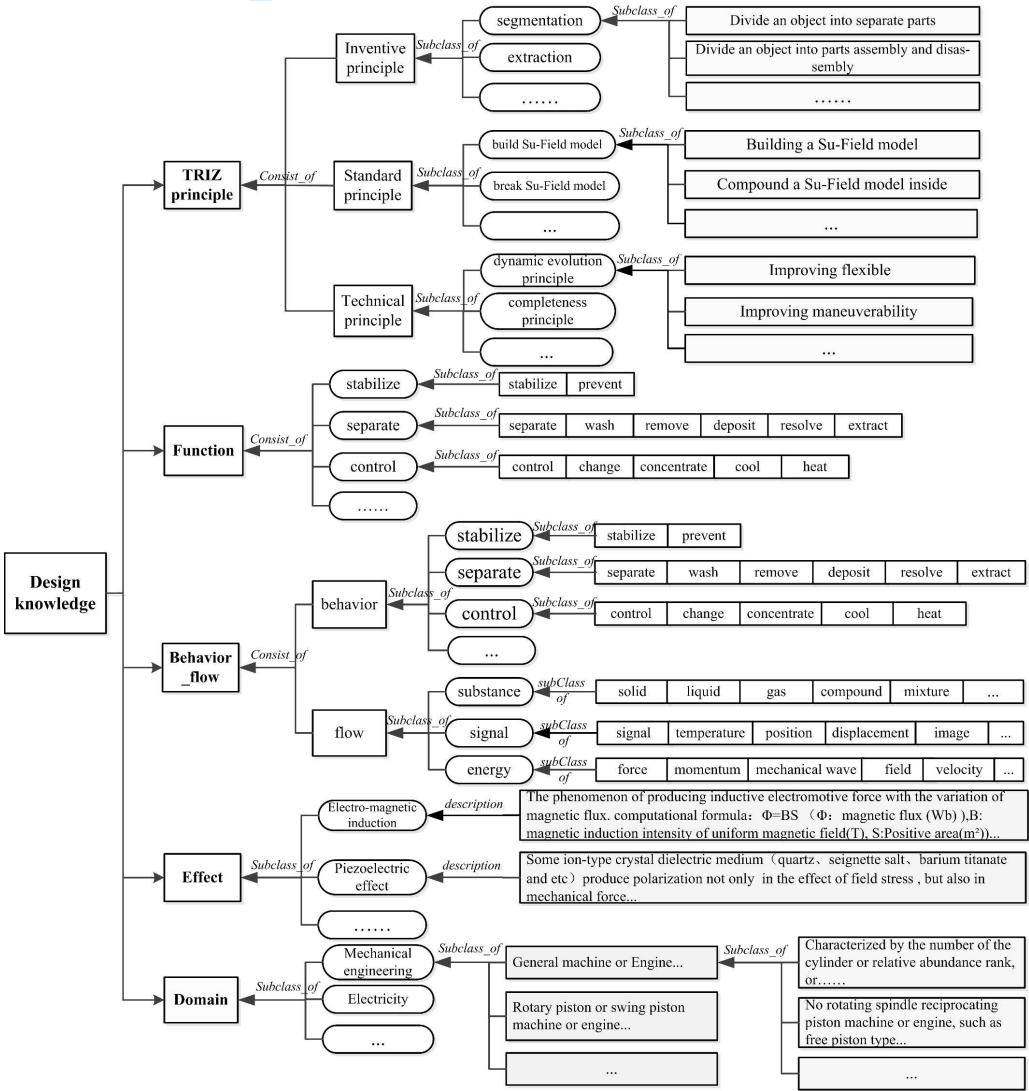 segmentation
Subclass_of
Divide an object into separate parts
Inventive
principle
Subclass_of
extraction
Divide an object into parts assembly and disas-
sembly
……
……
build Su-Field model
Subclass_of
Building a Su-Field model
TRIZ
principle
Consist_of
Standard
principle
Subclass_of
break Su-Field model
Compound a Su-Field model inside
...
...
dynamic evolution
principle
Subclass_of
Improving flexible
Technical
principle
Subclass_of
completeness
principle
Improving maneuverability
...
...
stabilize
Subclass_of
stabilize prevent
Function
Consist_of
separate
Subclass_of
separate wash remove deposit resolve extract
control
Subclass_of
control change concentrate cool heat
……
Design
knowledge
stabilize
Subclass_of
stabilize prevent
behavior
Subclass_of
separate
Subclass_of
separate wash remove deposit resolve extract
control
Subclass_of
control change concentrate cool heat
...
Behavior
_flow
Consist_of
substance
subClass
of
solid liquid gas compound mixture ...
flow
Subclass_of
signal
subClass
of
signal temperature position displacement image ...
energy
subClass
of
force momentum mechanical wave field velocity ...
Electro-magnetic
induction
description
The phenomenon of producing inductive electromotive force with the variation of
magnetic flux. computational formula：Φ=BS （Φ：magnetic flux (Wb) ),B:
magnetic induction intensity of uniform magnetic field(T), S:Positive area(m²))...
Effect
Subclass_of
Piezoelectric
effect
description
Some ion-type crystal dielectric medium（quartz、seignette salt、barium titanate
and etc）produce polarization not only in the effect of field stress , but also in
mechanical force...
……
Mechanical
engineering
Subclass_of
General machine or Engine...
Subclass_of
Characterized by the number of the
cylinder or relative abundance rank,
or……
Domain
Subclass_of
Electricity
Rotary piston or swing piston
machine or engine...
No rotating spindle reciprocating
piston machine or engine, such as
free piston type...
...
...
...